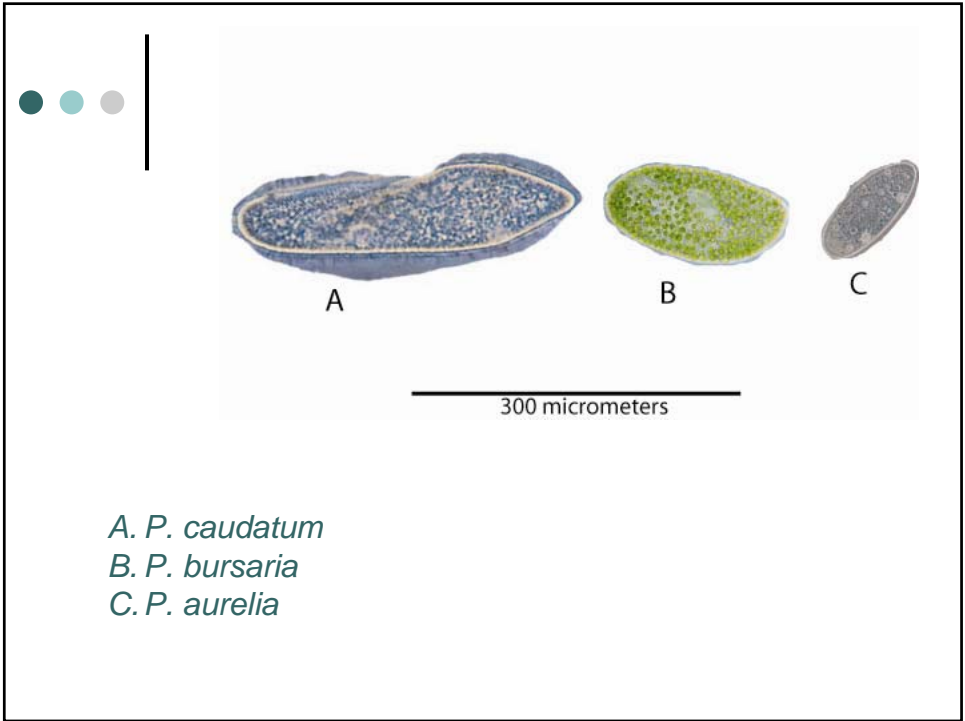 A
B
C
300 micrometers
A. P. caudatum
B. P. bursaria
C. P. aurelia